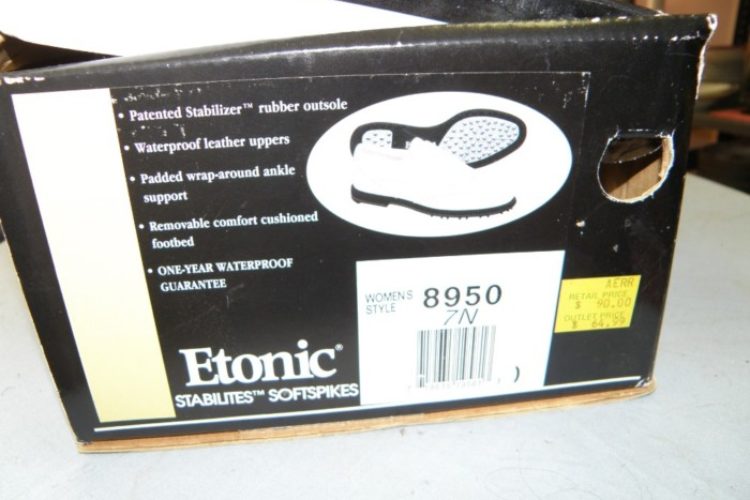 • Patented Stabilizer™ rubber outsole
• Waterproof leather uppers
• Padded wrap-around ankle
support
• Removable comfort cushioned
footbed
• ONE-YEAR WATERPROOF
GUARANTEE
WOMENS
STYLE
8950
7N
AERR
RETAIL PRICE
$ 90.00
OUTLET PRICE
$ 64.99
Etonic®
STABILITES™ SOFTSPIKES